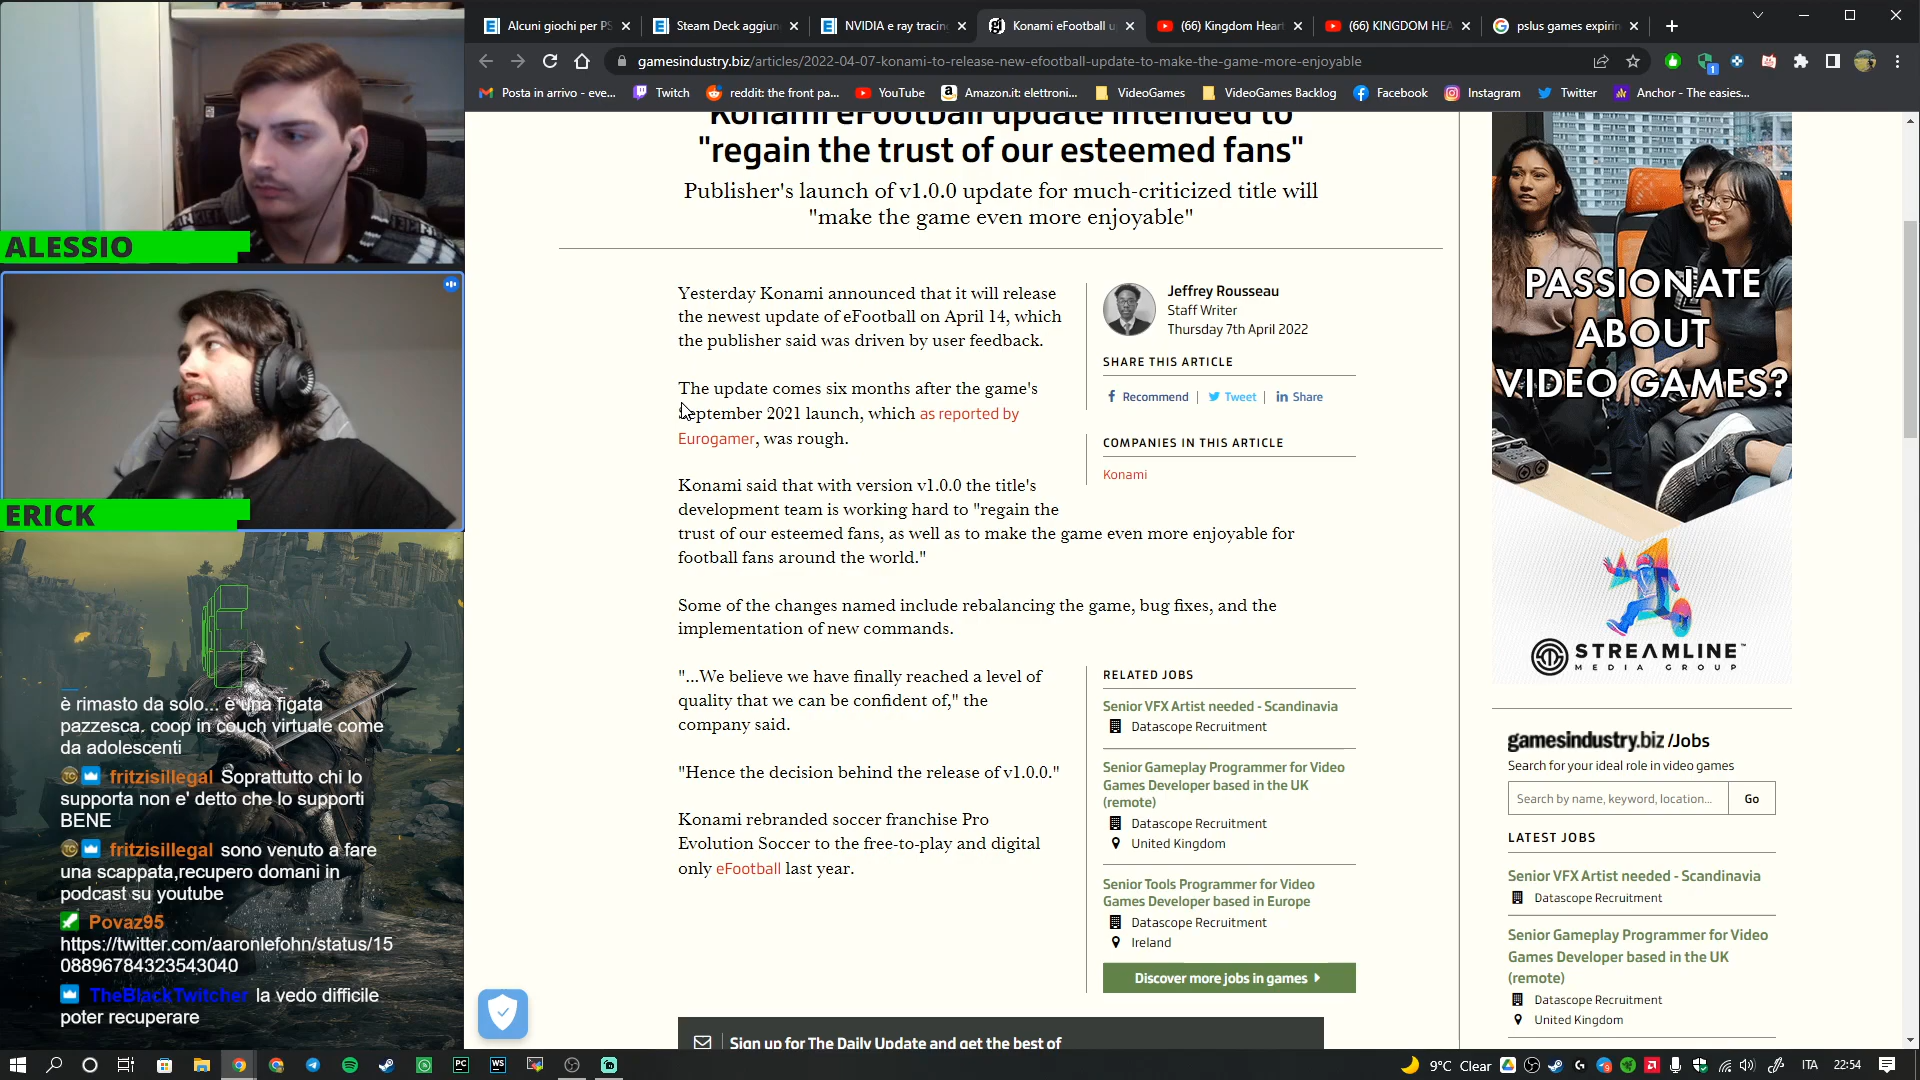 ALESSIO
ERICK
è rimasto da solo... è una figata
pazzesca. coop in couch virtuale come
da adolescenti
fritzisillegal Soprattutto chi lo
supporta non e' detto che lo supporti
BENE
fritzisillegal sono venuto a fare
una scappata,recupero domani in
podcast su youtube
Povaz95
https://twitter.com/aaronlefohn/status/15
08896784323543040
TheBlackTwitcher la vedo difficile
poter recuperare
Alcuni giochi per PS
Steam Deck aggiun
NVIDIA e ray tracing
Konami eFootball u
(66) Kingdom Heart
(66) KINGDOM HEA
pslus games expirin
gamesindustry.biz/articles/2022-04-07-konami-to-release-new-efootball-update-to-make-the-game-more-enjoyable
1
Posta in arrivo - eve...
Twitch
reddit: the front pa...
YouTube
Amazon.it: elettroni...
VideoGames
VideoGames Backlog
Facebook
Instagram
Twitter
Anchor - The easies...
Konami eFootball update intended to
"regain the trust of our esteemed fans"
Publisher's launch of v1.0.0 update for much-criticized title will
"make the game even more enjoyable"
Yesterday Konami announced that it will release
the newest update of eFootball on April 14, which
the publisher said was driven by user feedback.
The update comes six months after the game's
September 2021 launch, which as reported by
Eurogamer, was rough.
Konami said that with version v1.0.0 the title's
development team is working hard to "regain the
trust of our esteemed fans, as well as to make the game even more enjoyable for
football fans around the world."
Some of the changes named include rebalancing the game, bug fixes, and the
implementation of new commands.
"...We believe we have finally reached a level of
quality that we can be confident of," the
company said.
"Hence the decision behind the release of v1.0.0."
Konami rebranded soccer franchise Pro
Evolution Soccer to the free-to-play and digital
only eFootball last year.
Jeffrey Rousseau
Staff Writer
Thursday 7th April 2022
SHARE THIS ARTICLE
Recommend
Tweet
Share
COMPANIES IN THIS ARTICLE
Konami
RELATED JOBS
Senior VFX Artist needed - Scandinavia
Datascope Recruitment
Senior Gameplay Programmer for Video
Games Developer based in the UK
(remote)
Datascope Recruitment
United Kingdom
Senior Tools Programmer for Video
Games Developer based in Europe
Datascope Recruitment
Ireland
Discover more jobs in games
Sign up for The Daily Update and get the best of
PASSIONATE
ABOUT
VIDEO GAMES?
STREAMLINE™
MEDIA GROUP
gamesindustry.biz /Jobs
Search for your ideal role in video games
Search by name, keyword, location...
Go
LATEST JOBS
Senior VFX Artist needed - Scandinavia
Datascope Recruitment
Senior Gameplay Programmer for Video
Games Developer based in the UK
(remote)
Datascope Recruitment
United Kingdom
9°C Clear
ITA
22:54